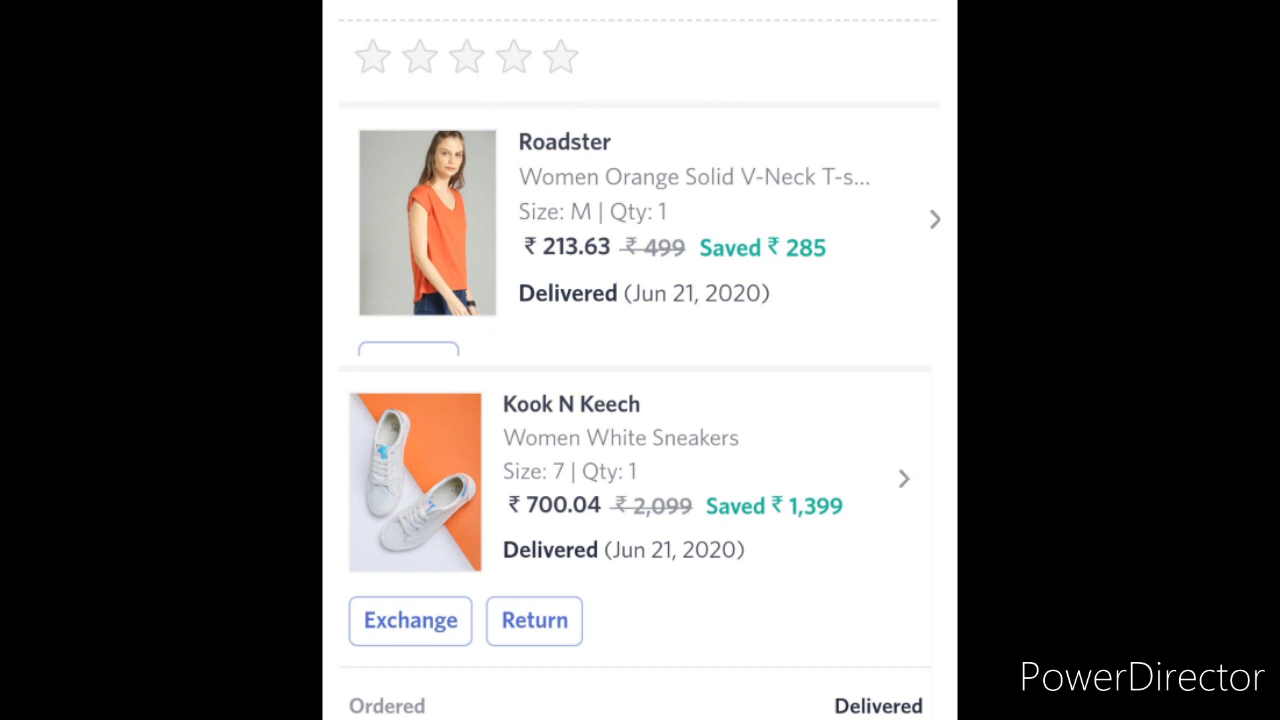 Roadster
Women Orange Solid V-Neck T-s...
Size: M | Qty: 1
₹ 213.63 ₹ 499 Saved ₹ 285
Delivered (Jun 21, 2020)
Kook N Keech
Women White Sneakers
Size: 7 | Qty: 1
₹ 700.04 ₹ 2,099 Saved ₹ 1,399
Delivered (Jun 21, 2020)
Exchange Return
Ordered Delivered
PowerDirector